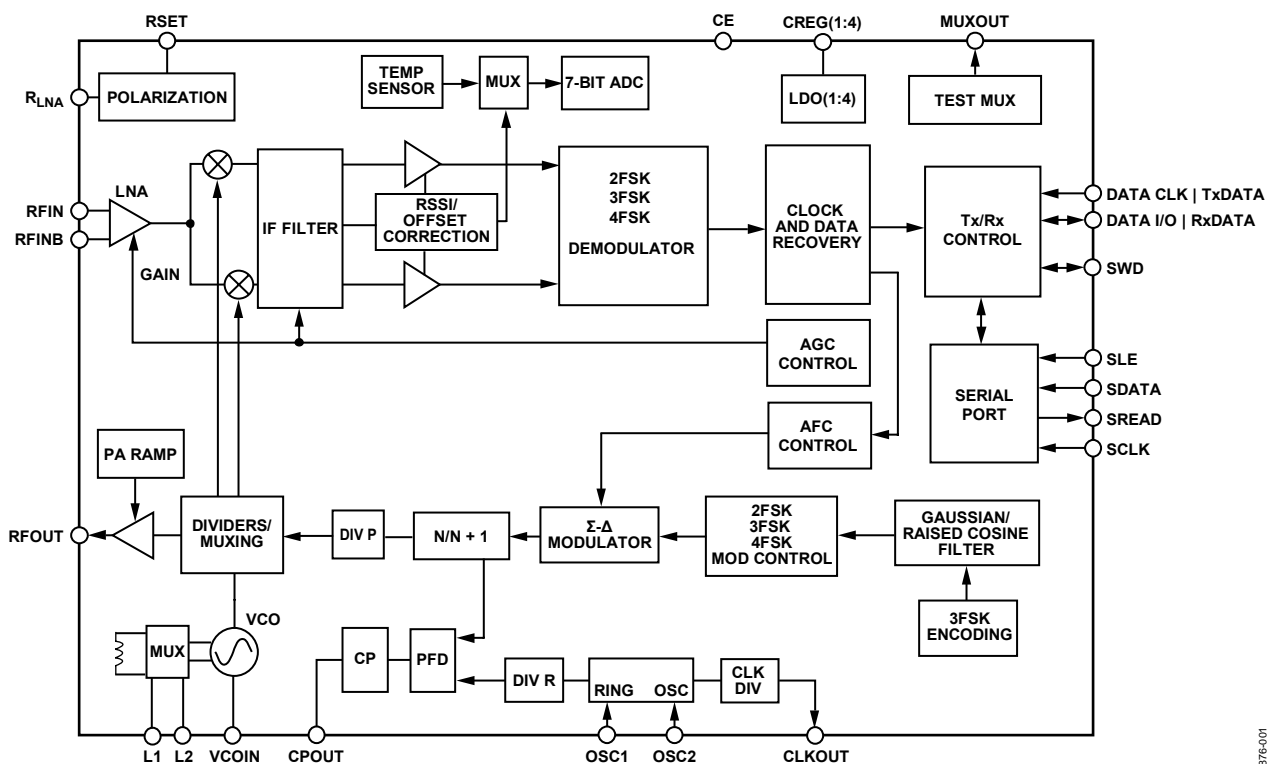 RSET
CE
CREG(1:4)
MUXOUT
RLNA
POLARIZATION
TEMP
SENSOR
MUX
7-BIT ADC
LDO(1:4)
TEST MUX
LNA
RFIN
RFINB
GAIN
IF FILTER
RSSI/
OFFSET
CORRECTION
2FSK
3FSK
4FSK
DEMODULATOR
CLOCK
AND DATA
RECOVERY
Tx/Rx
CONTROL
DATA CLK | TxDATA
DATA I/O | RxDATA
SWD
AGC
CONTROL
SERIAL
PORT
SLE
SDATA
SREAD
SCLK
AFC
CONTROL
PA RAMP
RFOUT
DIVIDERS/
MUXING
DIV P
N/N + 1
Σ-Δ
MODULATOR
2FSK
3FSK
4FSK
MOD CONTROL
GAUSSIAN/
RAISED COSINE
FILTER
3FSK
ENCODING
VCO
MUX
CP
PFD
DIV R
RING
OSC
CLK
DIV
L1
L2
VCOIN
CPOUT
OSC1
OSC2
CLKOUT